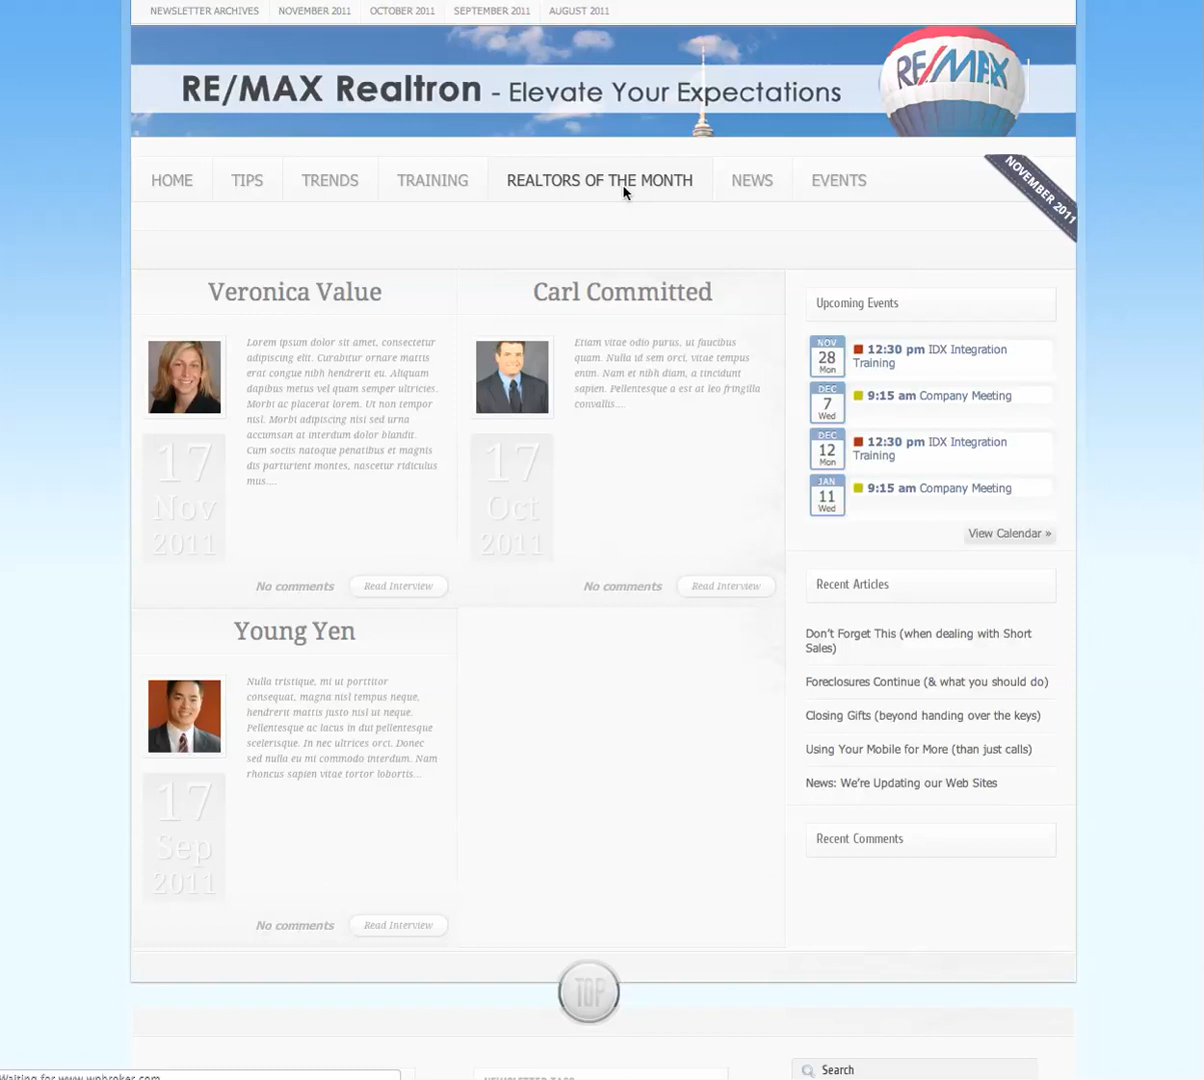 NEWSLETTER ARCHIVES NOVEMBER 2011 OCTOBER 2011 SEPTEMBER 2011 AUGUST 2011
RE/MAX Realtron - Elevate Your Expectations
RE/MAX
HOME TIPS TRENDS TRAINING REALTORS OF THE MONTH NEWS EVENTS
NOVEMBER 2011
Veronica Value
Lorem ipsum dolor sit amet, consectetur
adipiscing elit. Curabitur ornare mattis
erat congue nibh hendrerit eu. Aliquam
dapibus metus vel quam semper ultricies.
Morbi ac placerat lorem. Ut non tempor
nisl. Morbi adipiscing nisi sed urna
accumsan at interdum dolor blandit.
Cum sociis natoque penatibus et magnis
dis parturient montes, nascetur ridiculus
mus....
17
Nov
2011
No comments Read Interview
Carl Committed
Etiam vitae odio purus, ut faucibus
quam. Nulla id sem orci, vitae tempus
enim. Nam et nibh diam, a tincidunt
sapien. Pellentesque a est at leo fringilla
convallis....
17
Oct
2011
No comments Read Interview
Young Yen
Nulla tristique, mi ut porttitor
consequat, magna nisl tempus neque,
hendrerit mattis justo nisl ut neque.
Pellentesque ac lacus in dui pellentesque
scelerisque. In nec ultrices orci. Donec
sed nulla eu mi commodo interdum. Nam
rhoncus sapien vitae tortor lobortis...
17
Sep
2011
No comments Read Interview
Upcoming Events
NOV
28
Mon
12:30 pm IDX Integration
Training
DEC
7
Wed
9:15 am Company Meeting
DEC
12
Mon
12:30 pm IDX Integration
Training
JAN
11
Wed
9:15 am Company Meeting
View Calendar »
Recent Articles
Don't Forget This (when dealing with Short
Sales)
Foreclosures Continue (& what you should do)
Closing Gifts (beyond handing over the keys)
Using Your Mobile for More (than just calls)
News: We're Updating our Web Sites
Recent Comments
TOP
Search
NEWSLETTER TAGS
Waiting for www.wpbroker.com